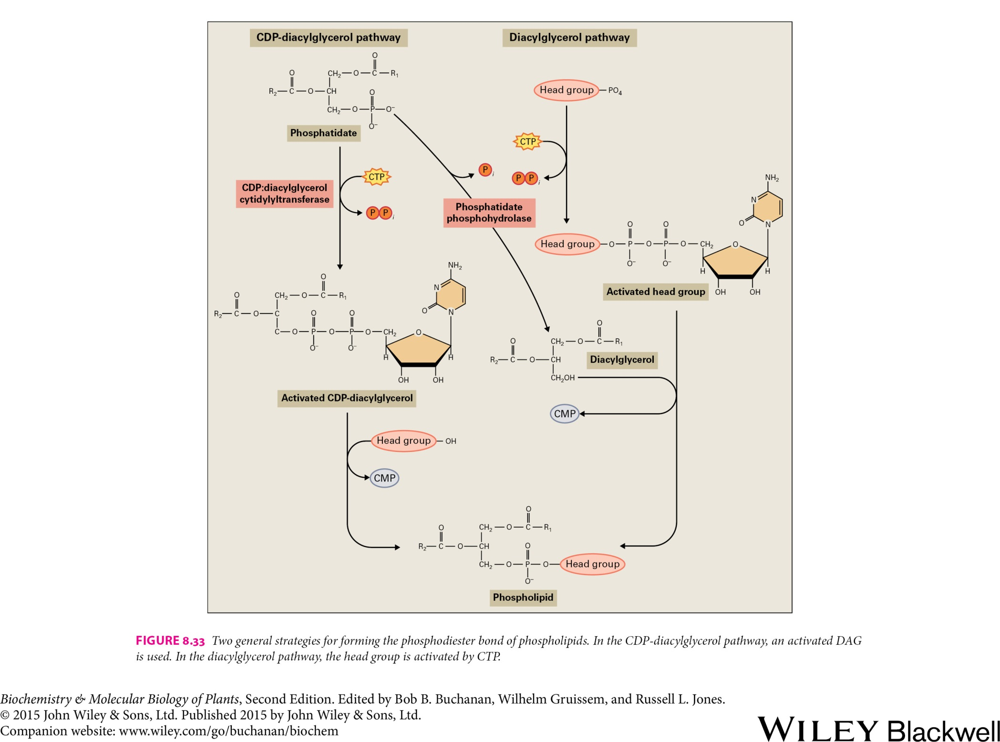 CDP-diacylglycerol pathway
Diacylglycerol pathway
O
CH2—O—C—R1
O
R2—C—O—CH
O
CH2—O—P—O−
O−
Phosphatidate
Head group—PO4
CTP
PPi
CTP
CDP:diacylglycerol
cytidylyltransferase
PPi
Pi
Phosphatidate
phosphohydrolase
NH2
N
O
N
O O
Head group—O—P—O—P—O—CH2
O
O− O−
H
H
OH OH
Activated head group
NH2
N
O
N
O
CH2—O—C—R1
O
R2—C—O—C
O O
C—O—P—O—P—O—CH2
O
O− O−
H
H
OH OH
Activated CDP-diacylglycerol
O
CH2—O—C—R1
O
R2—C—O—CH
CH2OH
Diacylglycerol
CMP
Head group—OH
CMP
O
CH2—O—C—R1
O
R2—C—O—CH
O
CH2—O—P—O—Head group
O−
Phospholipid
FIGURE 8.33 Two general strategies for forming the phosphodiester bond of phospholipids. In the CDP-diacylglycerol pathway, an activated DAG
is used. In the diacylglycerol pathway, the head group is activated by CTP.
Biochemistry & Molecular Biology of Plants, Second Edition. Edited by Bob B. Buchanan, Wilhelm Gruissem, and Russell L. Jones.
© 2015 John Wiley & Sons, Ltd. Published 2015 by John Wiley & Sons, Ltd.
Companion website: www.wiley.com/go/buchanan/biochem
WILEY Blackwell